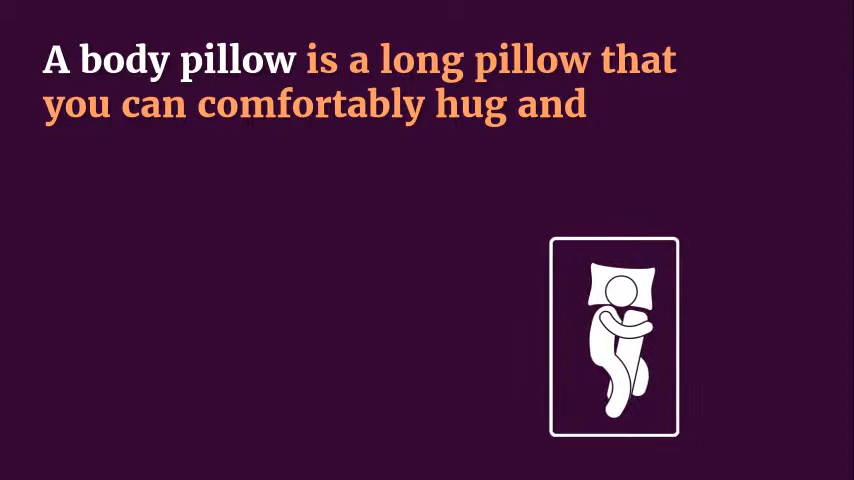 A body pillow is a long pillow that
you can comfortably hug and